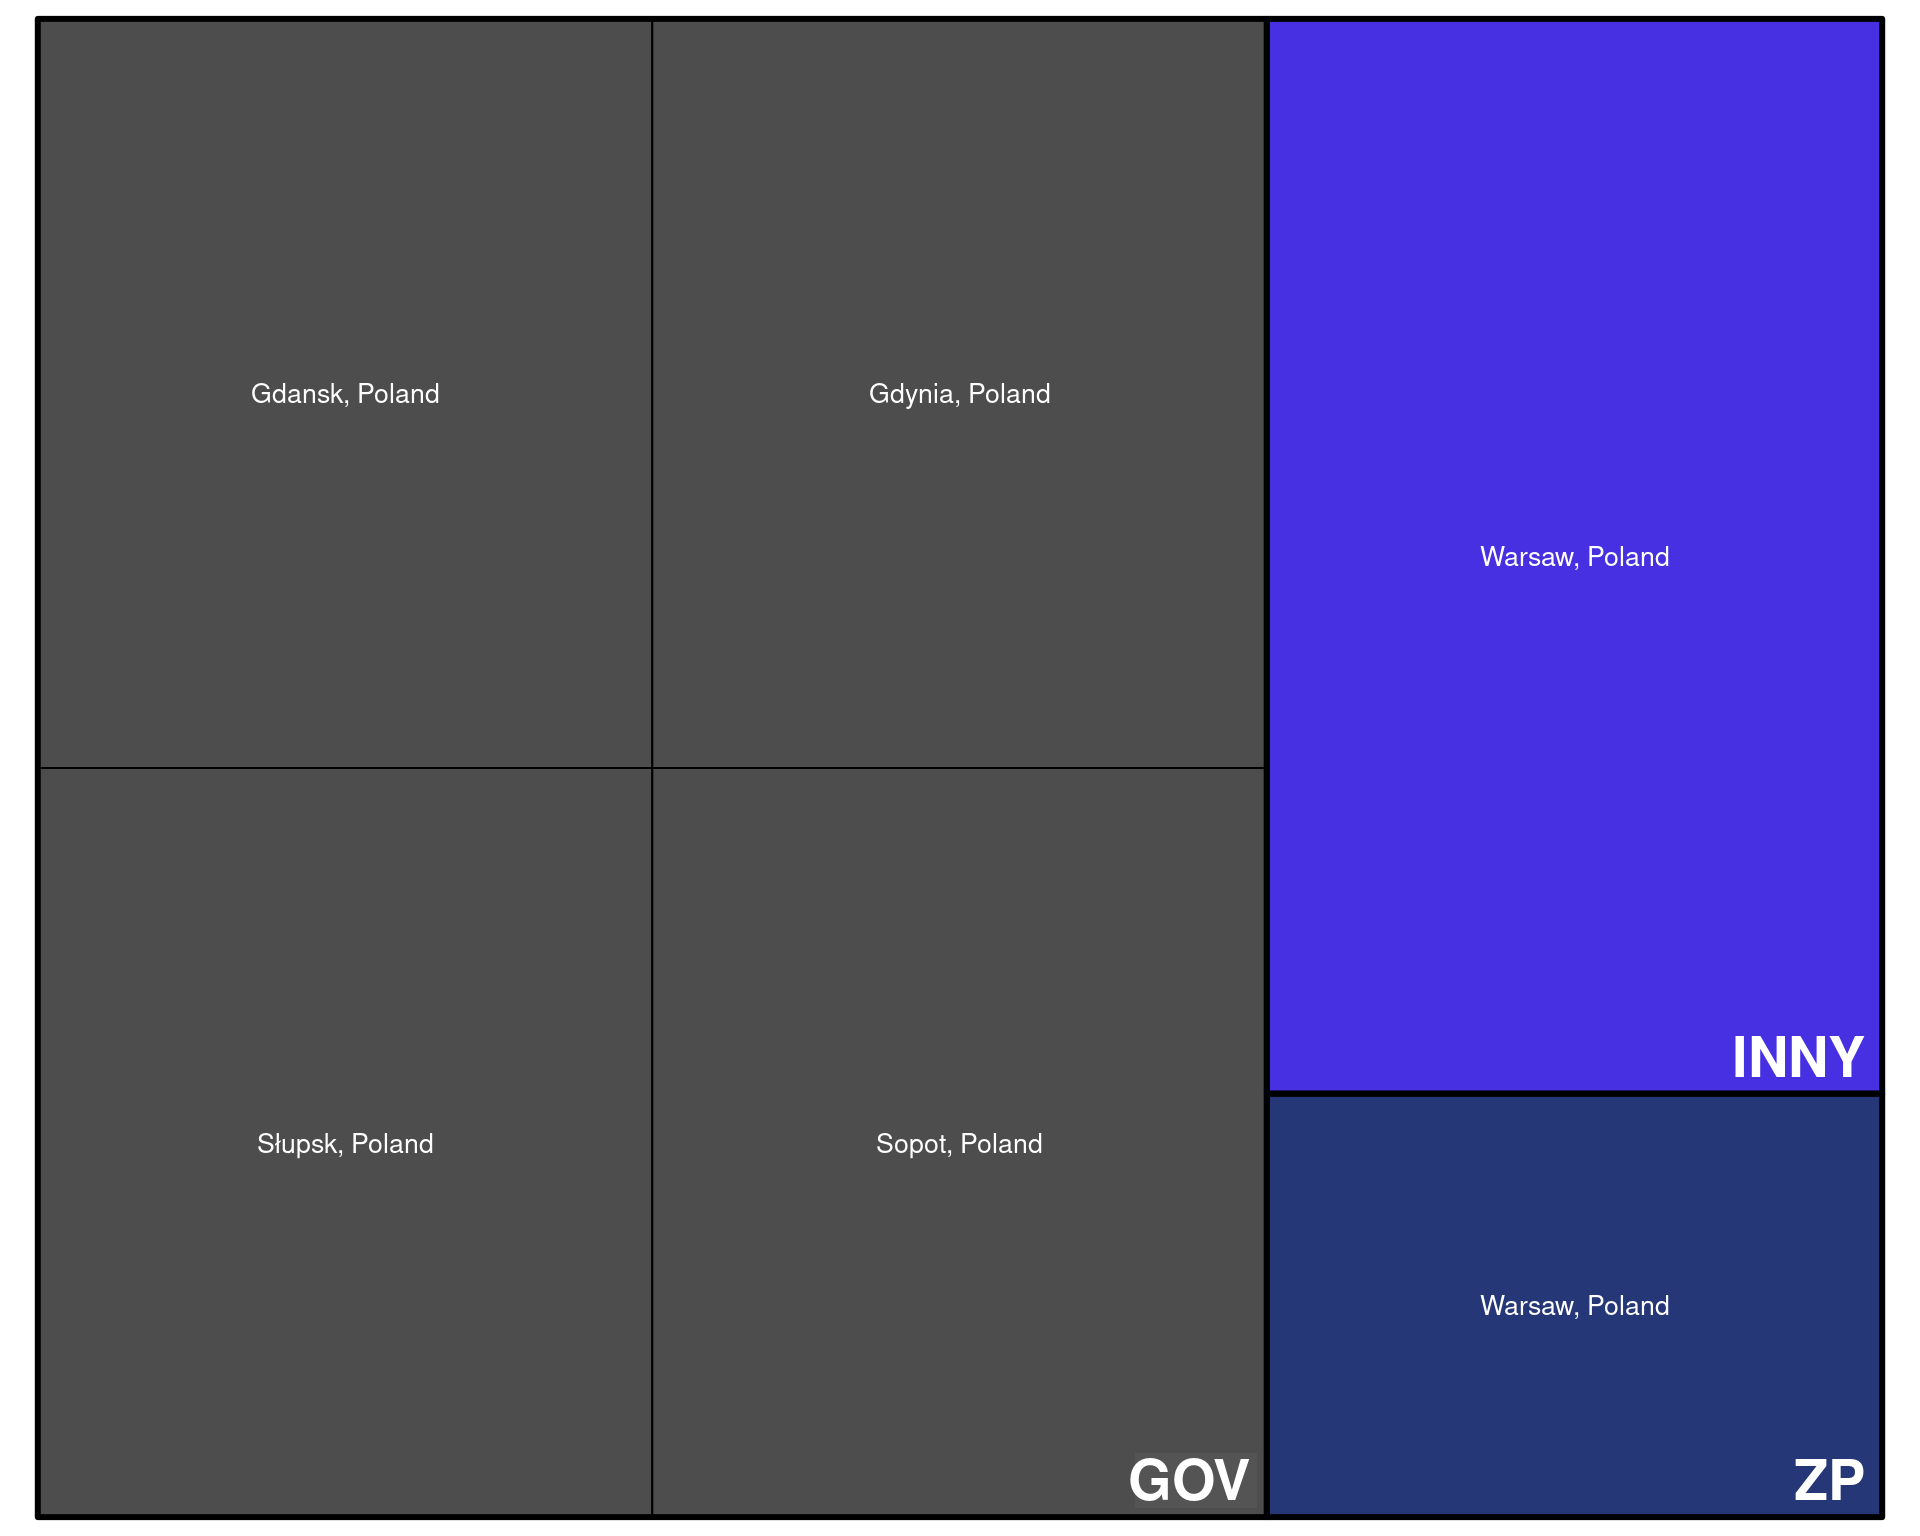 Gdansk, Poland
Gdynia, Poland
Warsaw, Poland
INNY
Słupsk, Poland
Sopot, Poland
GOV
Warsaw, Poland
ZP